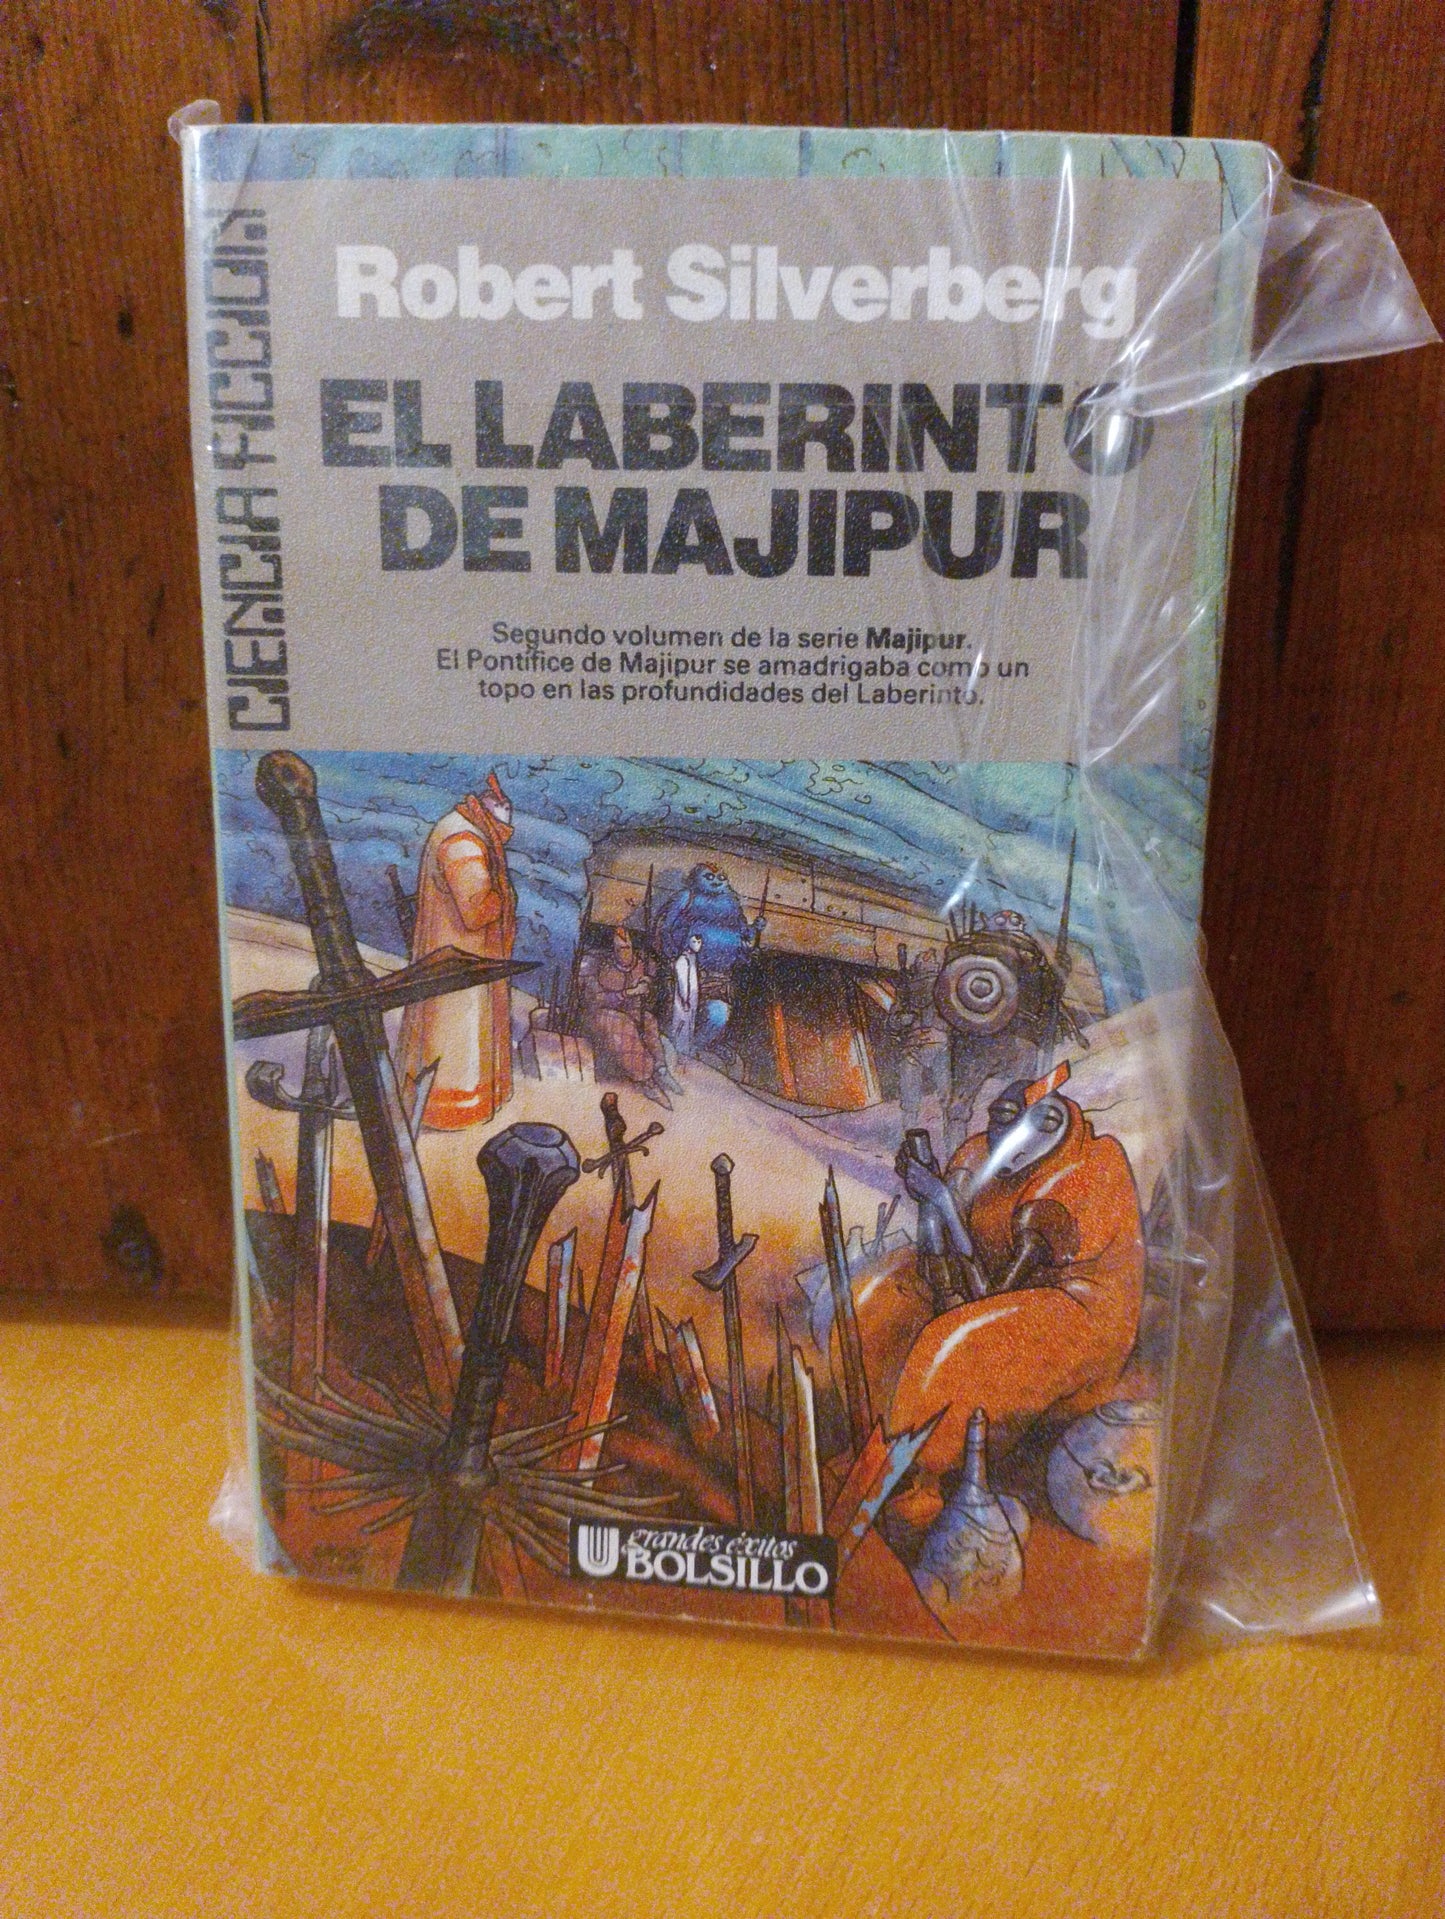 CIENCIA FICCION
Robert Silverberg
EL LABERINTO
DE MAJIPUR
Segundo volumen de la serie Majipur.
El Pontífice de Majipur se amadrigaba como un
topo en las profundidades del Laberinto.
U grandes éxitos
BOLSILLO